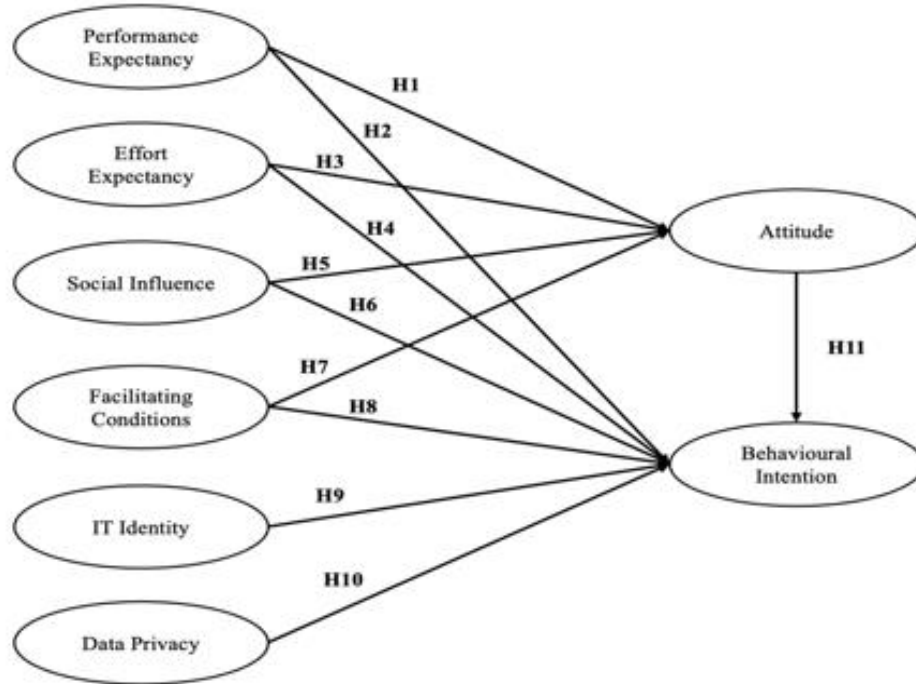 Performance
Expectancy
H1
H2
Effort
Expectancy
H3
H4
Attitude
Social Influence
H5
H6
H7
H11
Facilitating
Conditions
H8
Behavioural
Intention
H9
IT Identity
H10
Data Privacy